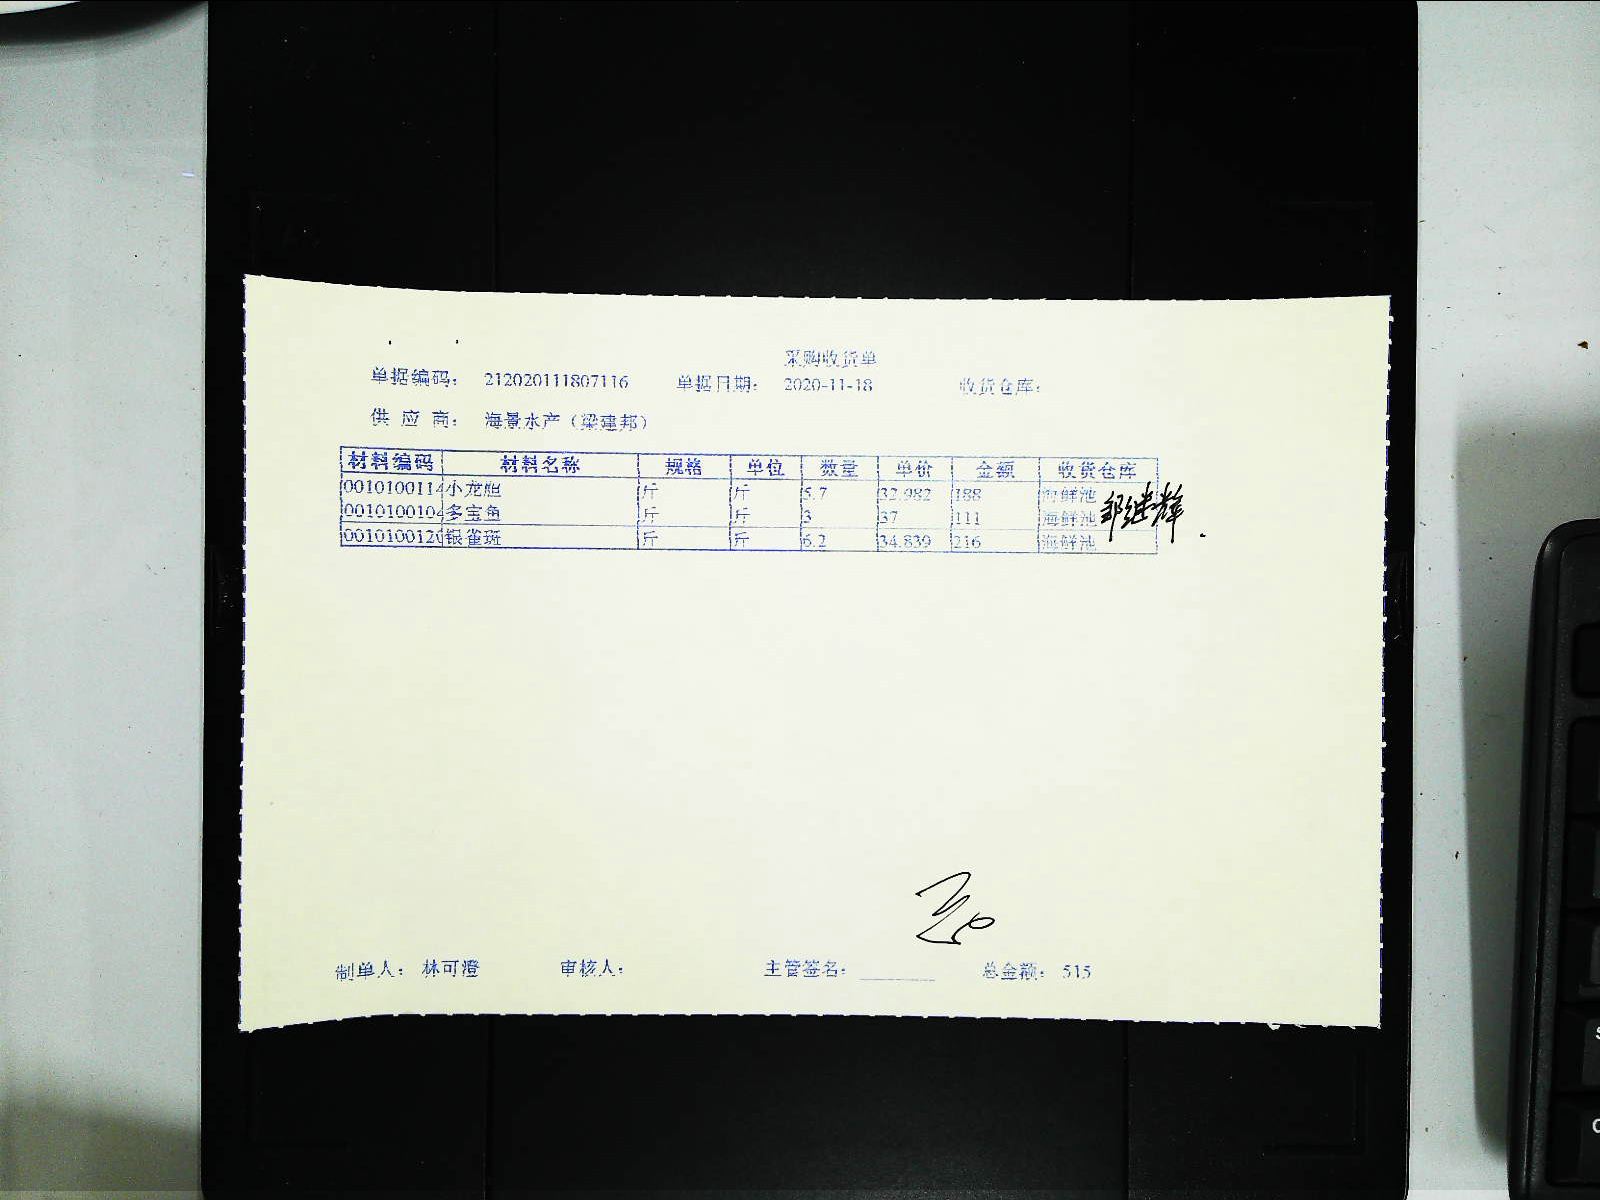 采购收货单
单据编码： 212020111807116 单据日期： 2020-11-18 收货仓库：
供 应 商： 海景水产（梁建邦）
材料编码 材料名称 规格 单位 数量 单价 金额 收货仓库
0010100114 小龙胆 斤 斤 5.7 32.982 188 海鲜池
0010100104 多宝鱼 斤 斤 3 37 111 海鲜池
邹继辉
001010012 银雀斑 斤 斤 6.2 34.839 216 海鲜池
制单人： 林可澄 审核人： 主管签名： 总金额： 515